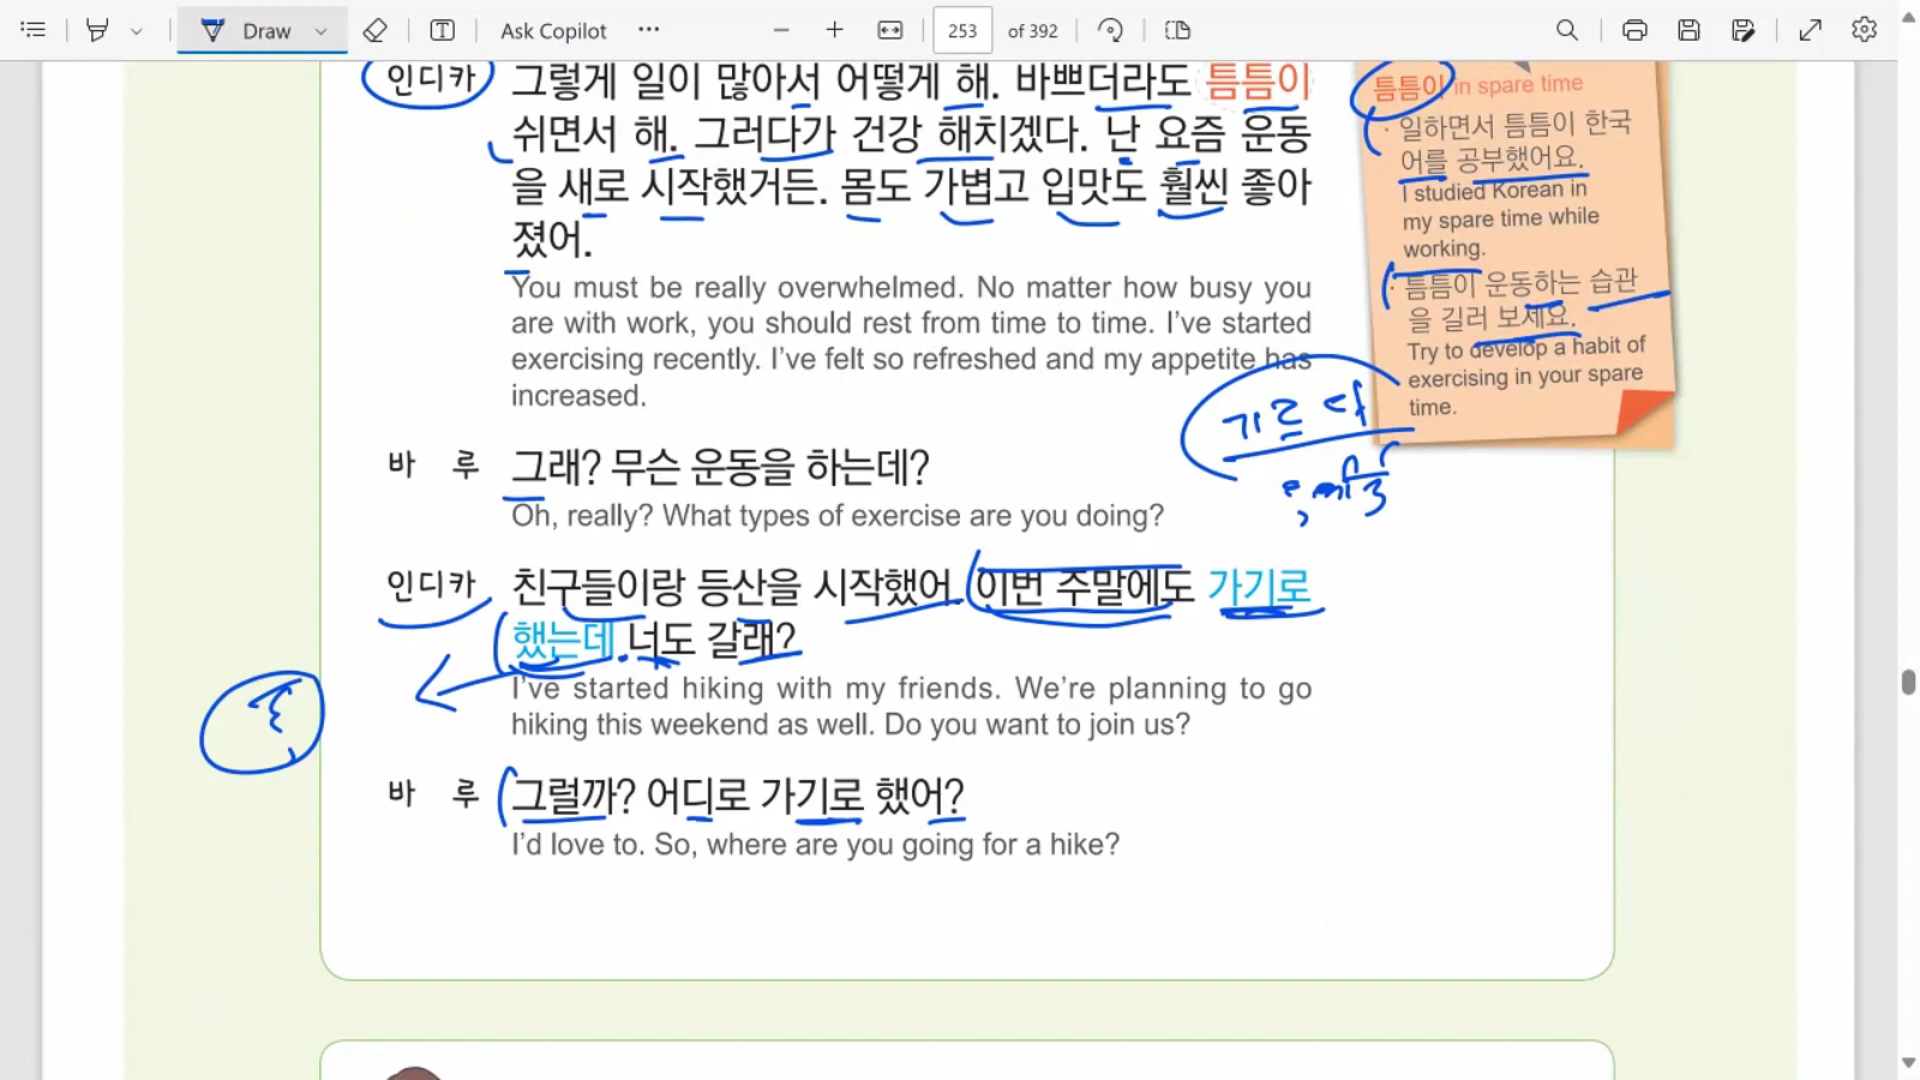 Draw
Ask Copilot
253
of 392
인디카
그렇게 일이 많아서 어떻게 해. 바쁘더라도 틈틈이
쉬면서 해. 그러다가 건강 해치겠다. 난 요즘 운동
을 새로 시작했거든. 몸도 가볍고 입맛도 훨씬 좋아
졌어.
You must be really overwhelmed. No matter how busy you
are with work, you should rest from time to time. I've started
exercising recently. I've felt so refreshed and my appetite has
increased.
바 루
그래? 무슨 운동을 하는데?
Oh, really? What types of exercise are you doing?
인디카
친구들이랑 등산을 시작했어. 이번 주말에도 가기로
했는데 너도 갈래?
I've started hiking with my friends. We're planning to go
hiking this weekend as well. Do you want to join us?
바 루
그럴까? 어디로 가기로 했어?
I'd love to. So, where are you going for a hike?
틈틈이 in spare time
· 일하면서 틈틈이 한국
어를 공부했어요.
I studied Korean in
my spare time while
working.
· 틈틈이 운동하는 습관
을 길러 보세요.
Try to develop a habit of
exercising in your spare
time.
기르다